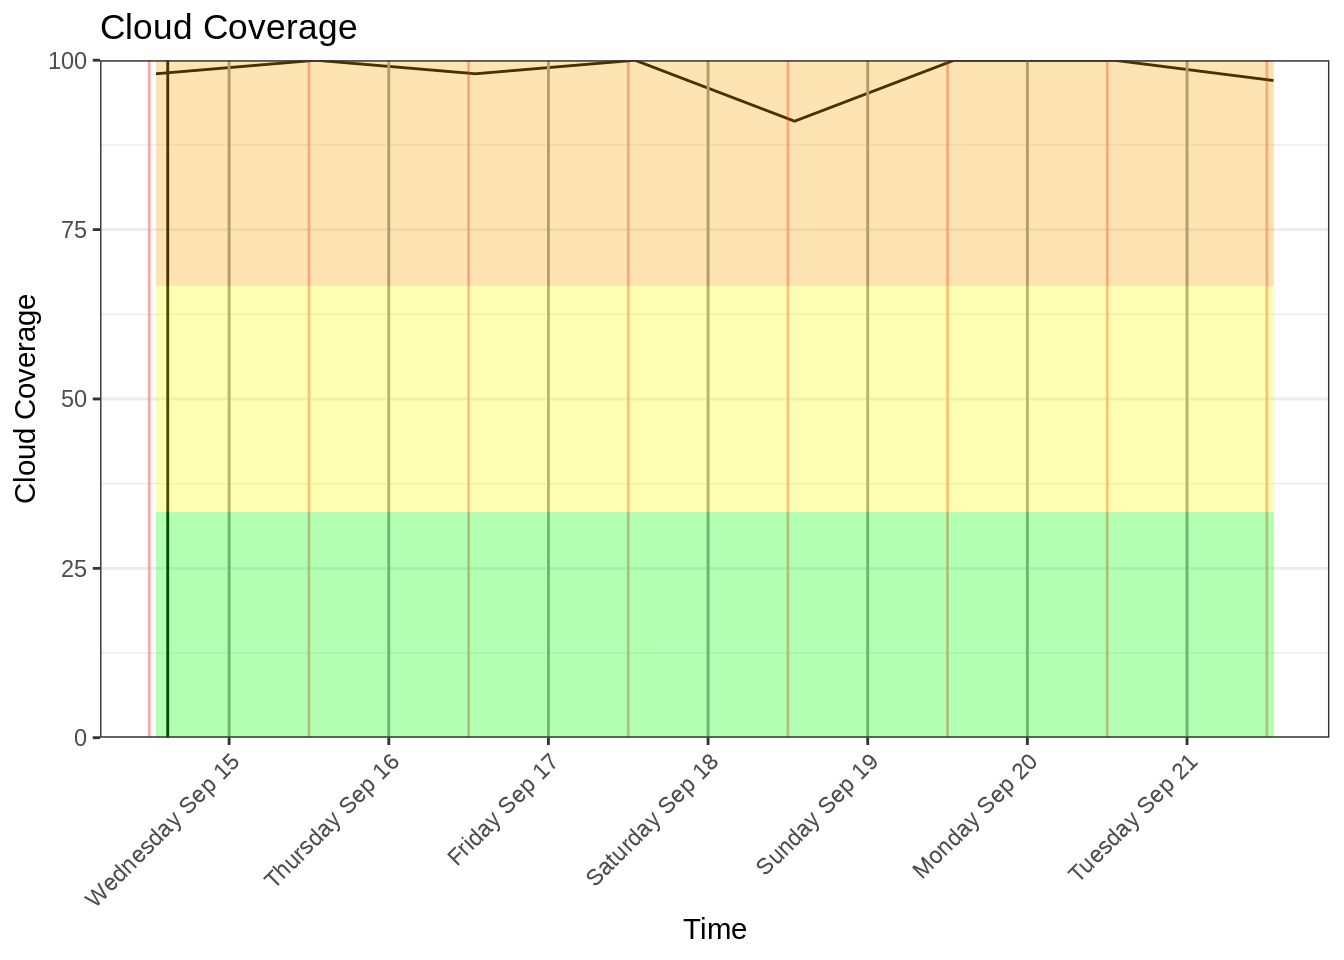 Cloud Coverage
100
75
50
25
0
Cloud Coverage
Wednesday Sep 15
Thursday Sep 16
Friday Sep 17
Saturday Sep 18
Sunday Sep 19
Monday Sep 20
Tuesday Sep 21
Time